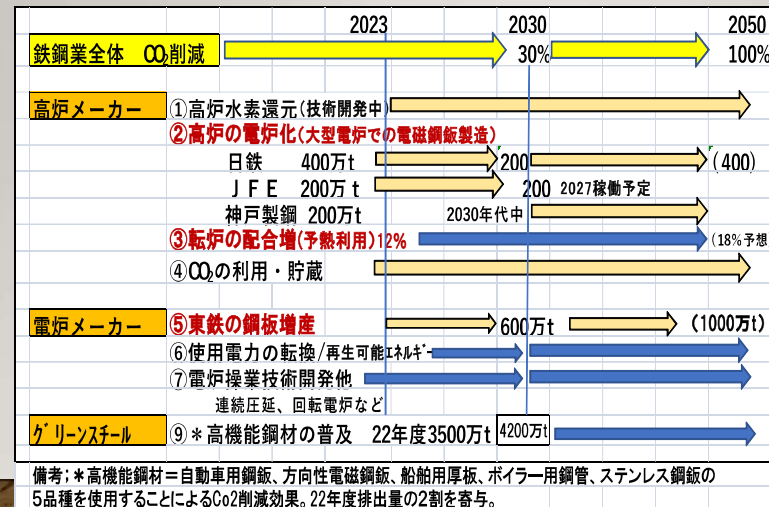 2023 2030 2050
鉄鋼業全体 CO₂削減 30% 100%
高炉メーカー ①高炉水素還元(技術開発中)
②高炉の電炉化(大型電炉での電磁鋼鈑製造)
日鉄 400万t 200 (400)
ＪＦＥ 200万t 200 2027稼働予定
神戸製鋼 200万t 2030年代中
③転炉の配合増(予熱利用)12% (18%予想
④CO₂の利用・貯蔵
電炉メーカー ⑤東鉄の鋼板増産 600万t (1000万t)
⑥使用電力の転換/再生可能ｴﾈﾙｷﾞｰ
⑦電炉操業技術開発他
連続圧延、回転電炉など
ｸﾞﾘｰﾝｽﾁｰﾙ ⑨＊高機能鋼材の普及 22年度3500万t 4200万t
備考;＊高機能鋼材＝自動車用鋼鈑、方向性電磁鋼鈑、船舶用厚板、ボイラー用鋼管、ステンレス鋼鈑の
5品種を使用することによるCo2削減効果。22年度排出量の2割を寄与。